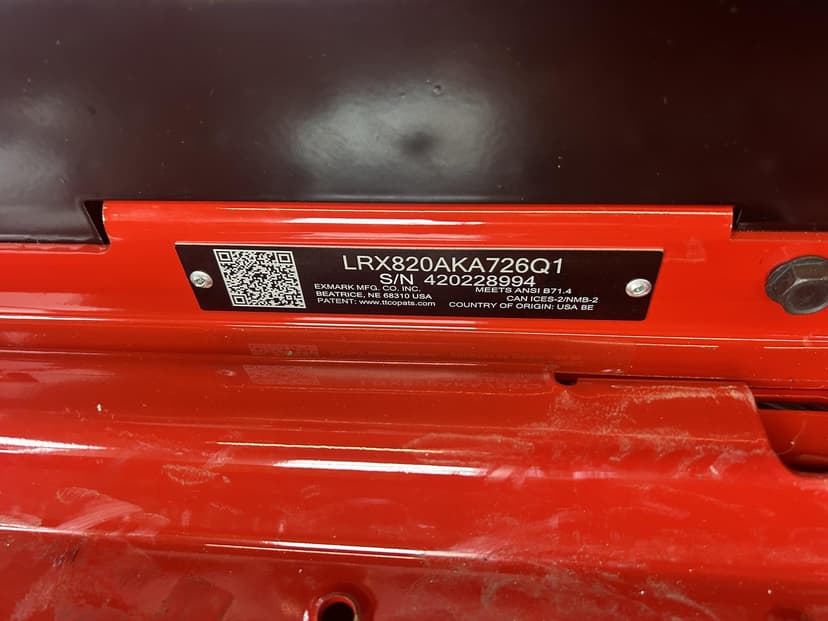 LRX820AKA726Q1
S/N 420228994
EXMARK MFG. CO. INC.
BEATRICE, NE 68310 USA
PATENT: www.ttcopats.com
MEETS ANSI B71.4
CAN ICES-2/NMB-2
COUNTRY OF ORIGIN: USA BE